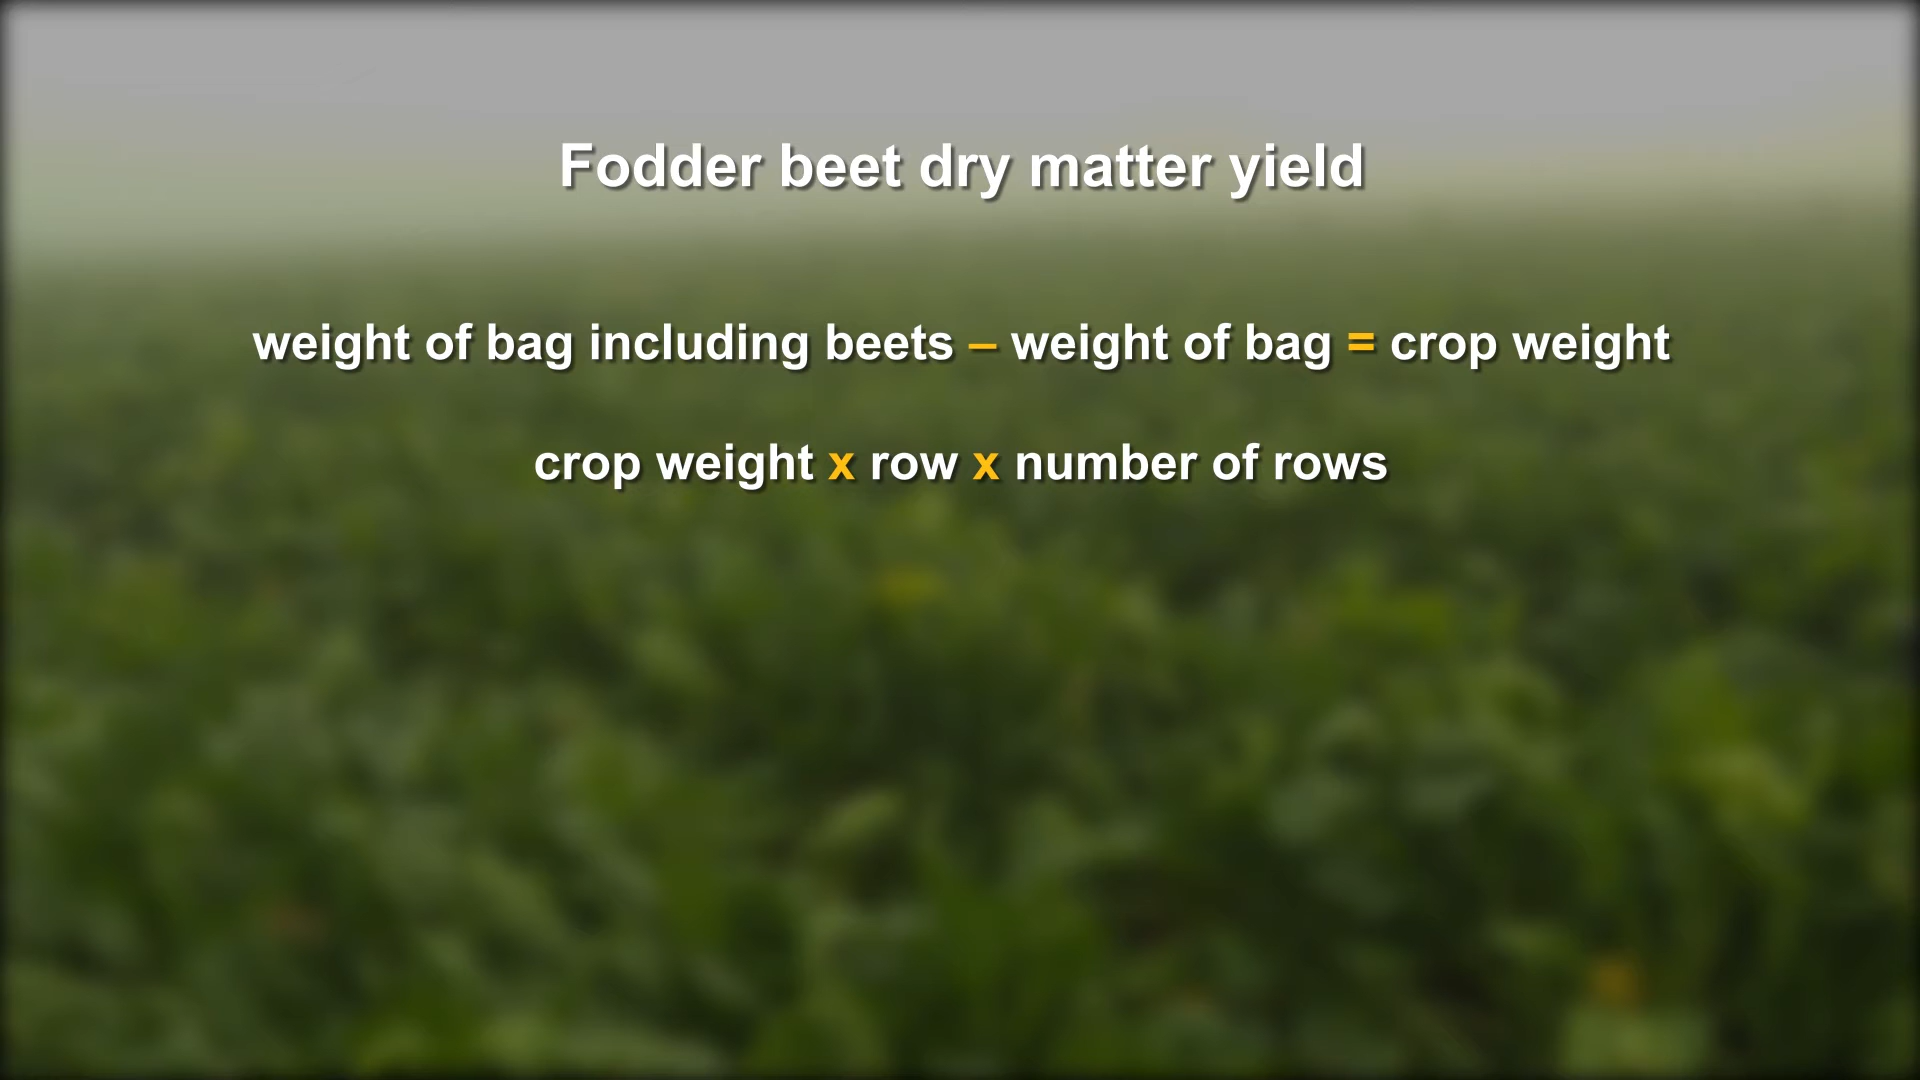 Fodder beet dry matter yield
weight of bag including beets – weight of bag = crop weight
crop weight x row x number of rows